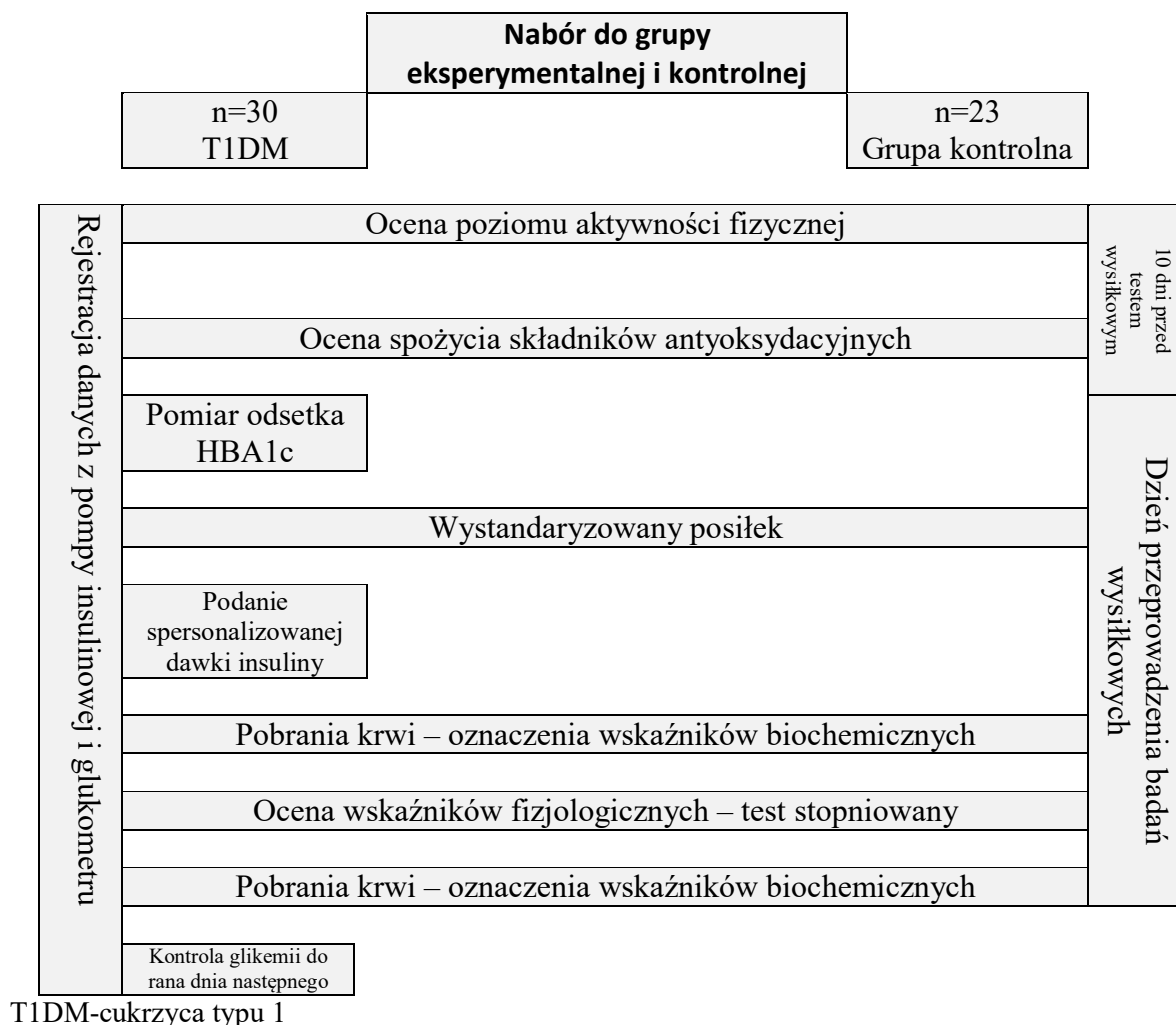 Nabór do grupy
eksperymentalnej i kontrolnej
n=30
T1DM
n=23
Grupa kontrolna
Rejestracja danych z pompy insulinowej i glukometru
Ocena poziomu aktywności fizycznej
10 dni przed
testem
wysiłkowym
Ocena spożycia składników antyoksydacyjnych
Pomiar odsetka
HBA1c
Dzień przeprowadzenia badań
wysiłkowych
Wystandaryzowany posiłek
Podanie
spersonalizowanej
dawki insuliny
Pobrania krwi – oznaczenia wskaźników biochemicznych
Ocena wskaźników fizjologicznych – test stopniowany
Pobrania krwi – oznaczenia wskaźników biochemicznych
Kontrola glikemii do
rana dnia następnego
T1DM-cukrzyca typu 1